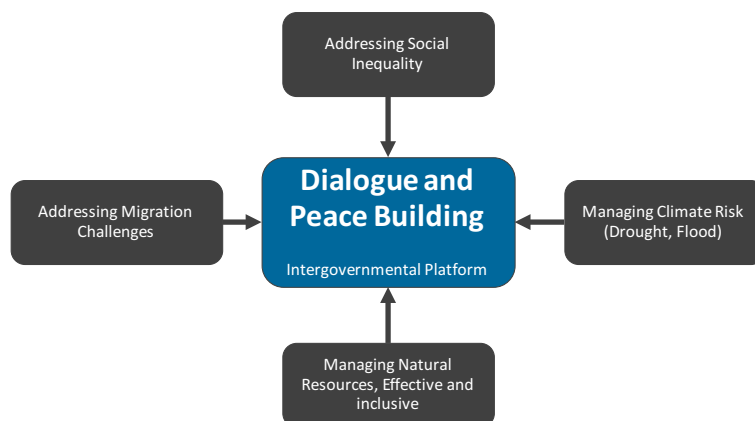 Addressing Social
Inequality
Dialogue and
Peace Building
Intergovernmental Platform
Addressing Migration
Challenges
Managing Climate Risk
(Drought, Flood)
Managing Natural
Resources, Effective and
inclusive